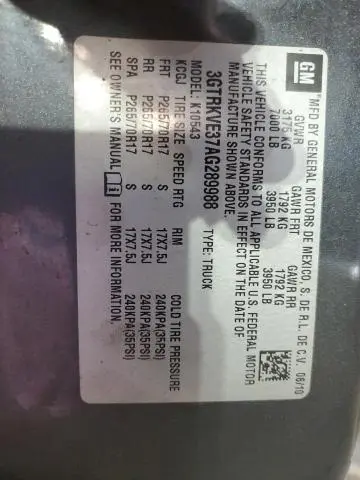 GM
MFD BY GENERAL MOTORS DE MEXICO, S. DE R.L. DE C.V. 06/10
GVWR GAWR FRT GAWR RR
3175 KG 1792 KG 1792 KG
7000 LB 3950 LB 3950 LB
THIS VEHICLE CONFORMS TO ALL APPLICABLE U.S. FEDERAL MOTOR
VEHICLE SAFETY STANDARDS IN EFFECT ON THE DATE OF
MANUFACTURE SHOWN ABOVE.
3GTRKVE37AG289988 TYPE: TRUCK
MODEL: K10543
KCGJ TIRE SIZE SPEED RTG RIM COLD TIRE PRESSURE
FRT P265/70R17 S 17X7.5J 240KPA(35PSI)
RR P265/70R17 S 17X7.5J 240KPA(35PSI)
SPA P265/70R17 S 17X7.5J 240KPA(35PSI)
SEE OWNER'S MANUAL FOR MORE INFORMATION.